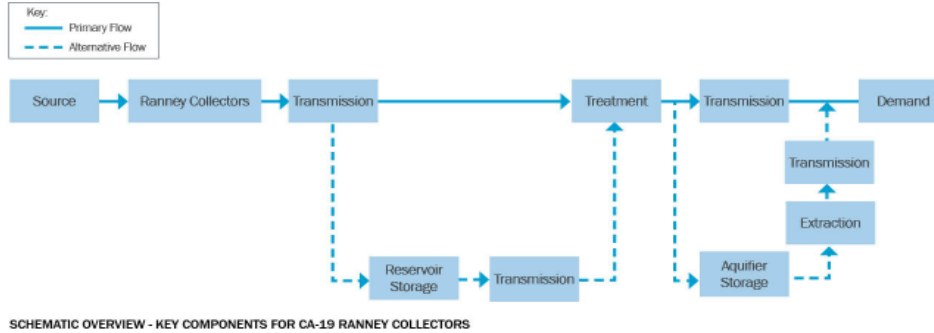 Key:
Primary Flow
Alternative Flow
Source
Ranney Collectors
Transmission
Treatment
Transmission
Demand
Transmission
Extraction
Reservoir
Storage
Transmission
Aquifier
Storage
SCHEMATIC OVERVIEW - KEY COMPONENTS FOR CA-19 RANNEY COLLECTORS